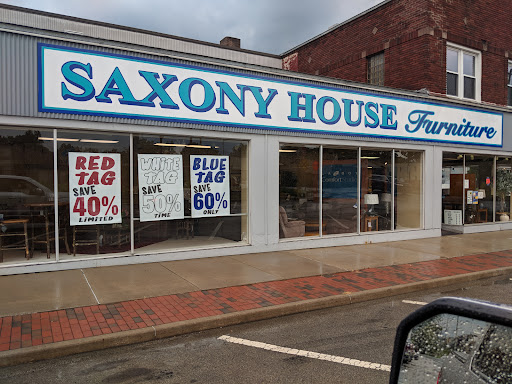 SAXONY HOUSE Furniture
RED
TAG
SAVE
40%
LIMITED
WHITE
TAG
SAVE
50%
TIME
BLUE
TAG
SAVE
60%
ONLY